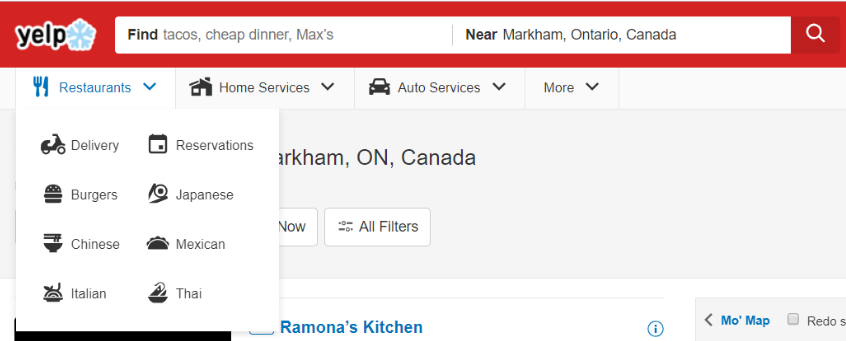 yelp Find tacos, cheap dinner, Max's Near Markham, Ontario, Canada
Restaurants Home Services Auto Services More
Delivery Reservations
arkham, ON, Canada
Burgers Japanese
Now All Filters
Chinese Mexican
Italian Thai
Ramona's Kitchen Mo' Map Redo s